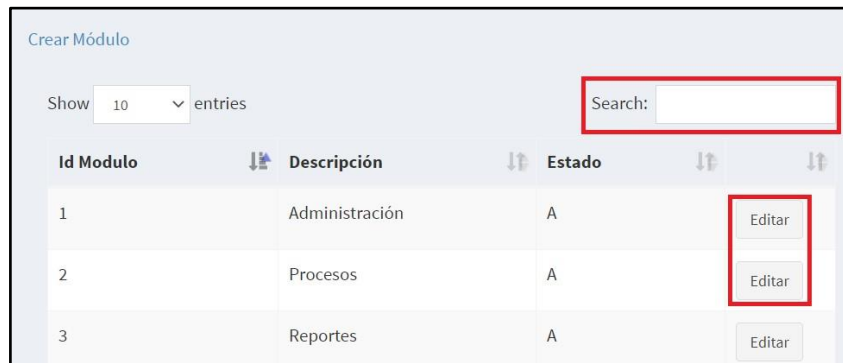 Crear Módulo
Show 10 entries Search:
Id Modulo Descripción Estado
1 Administración A Editar
2 Procesos A Editar
3 Reportes A Editar